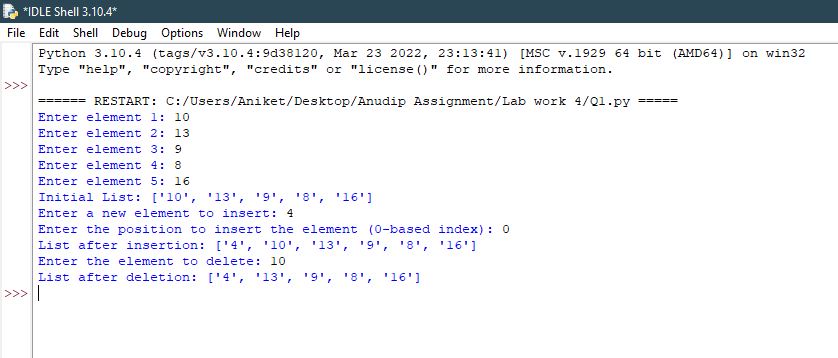 *IDLE Shell 3.10.4*
File Edit Shell Debug Options Window Help
Python 3.10.4 (tags/v3.10.4:9d38120, Mar 23 2022, 23:13:41) [MSC v.1929 64 bit (AMD64)] on win32
Type "help", "copyright", "credits" or "license()" for more information.
>>>
====== RESTART: C:/Users/Aniket/Desktop/Anudip Assignment/Lab work 4/Q1.py =====
Enter element 1: 10
Enter element 2: 13
Enter element 3: 9
Enter element 4: 8
Enter element 5: 16
Initial List: ['10', '13', '9', '8', '16']
Enter a new element to insert: 4
Enter the position to insert the element (0-based index): 0
List after insertion: ['4', '10', '13', '9', '8', '16']
Enter the element to delete: 10
List after deletion: ['4', '13', '9', '8', '16']
>>>